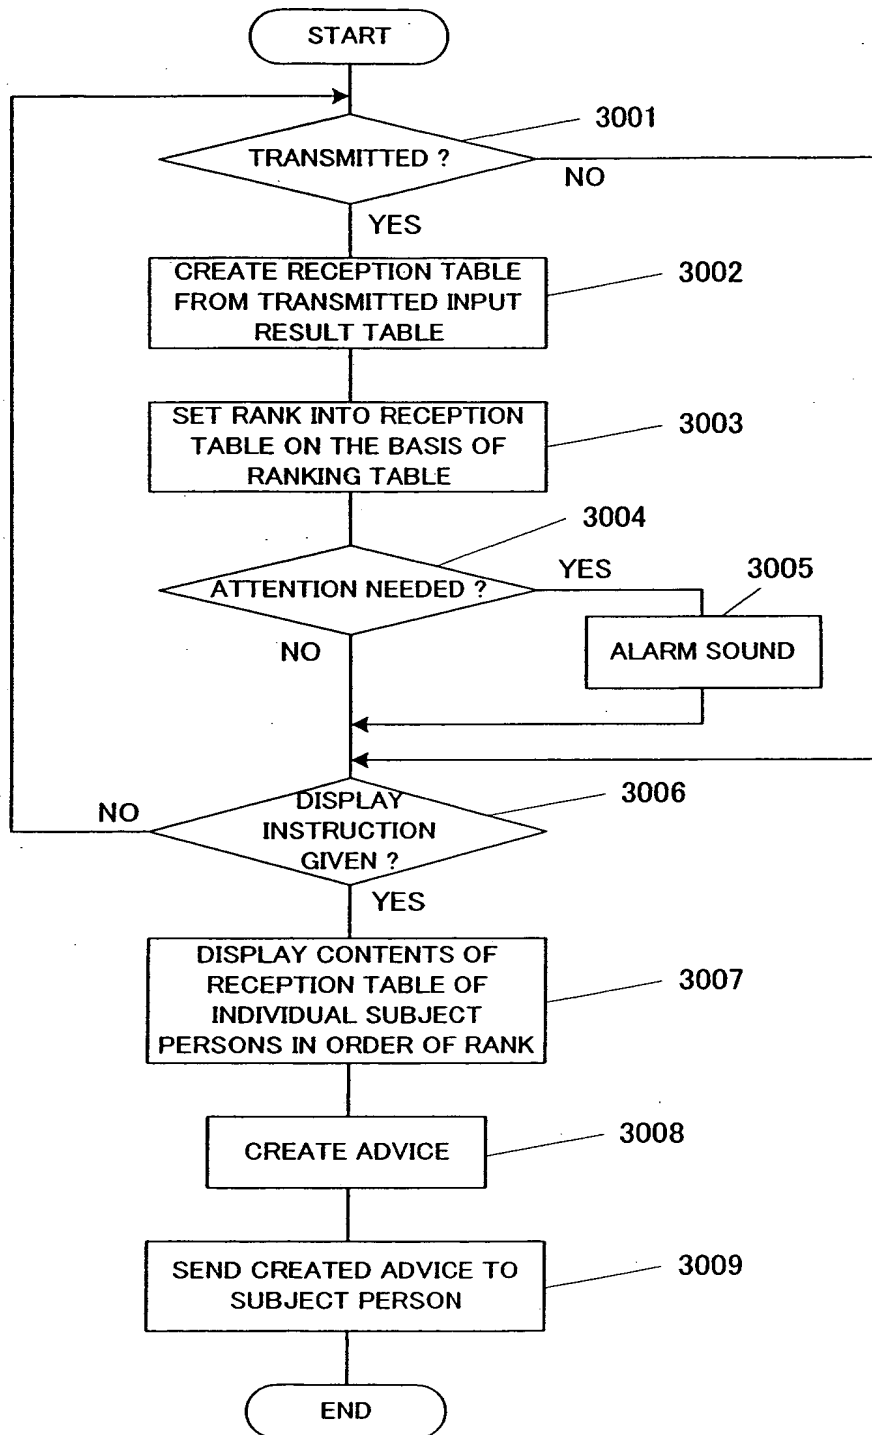 START
3001
TRANSMITTED ?
NO
YES
CREATE RECEPTION TABLE
FROM TRANSMITTED INPUT
RESULT TABLE
3002
SET RANK INTO RECEPTION
TABLE ON THE BASIS OF
RANKING TABLE
3003
3004
ATTENTION NEEDED ?
YES
3005
ALARM SOUND
NO
3006
NO
DISPLAY
INSTRUCTION
GIVEN ?
YES
DISPLAY CONTENTS OF
RECEPTION TABLE OF
INDIVIDUAL SUBJECT
PERSONS IN ORDER OF RANK
3007
CREATE ADVICE
3008
SEND CREATED ADVICE TO
SUBJECT PERSON
3009
END